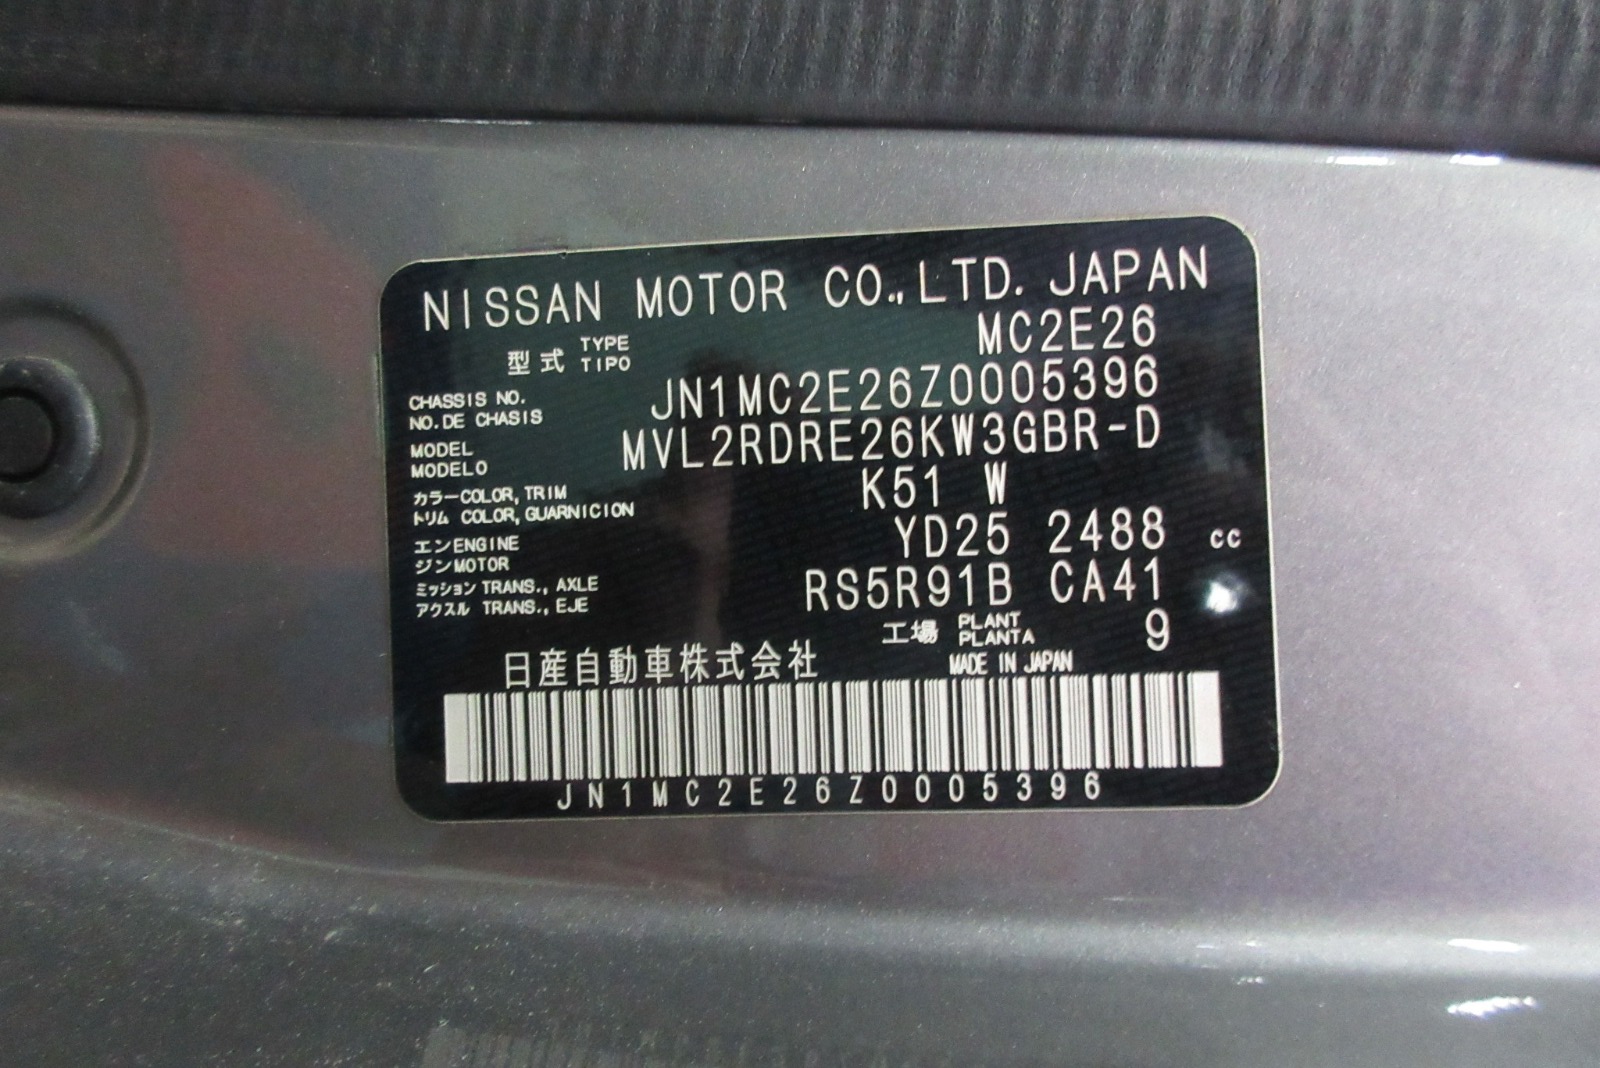 NISSAN MOTOR CO.,LTD. JAPAN
型式 TYPE TIPO MC2E26
CHASSIS NO. NO.DE CHASIS JN1MC2E26Z0005396
MODEL MODELO MVL2RDRE26KW3GBR-D
カラー COLOR, TRIM トリム COLOR, GUARNICION K51 W
エンジン ENGINE MOTOR YD25 2488 cc
ミッション TRANS., AXLE アクスル TRANS., EJE RS5R91B CA41
工場 PLANT PLANTA 9
日産自動車株式会社 MADE IN JAPAN
JN1MC2E26Z0005396